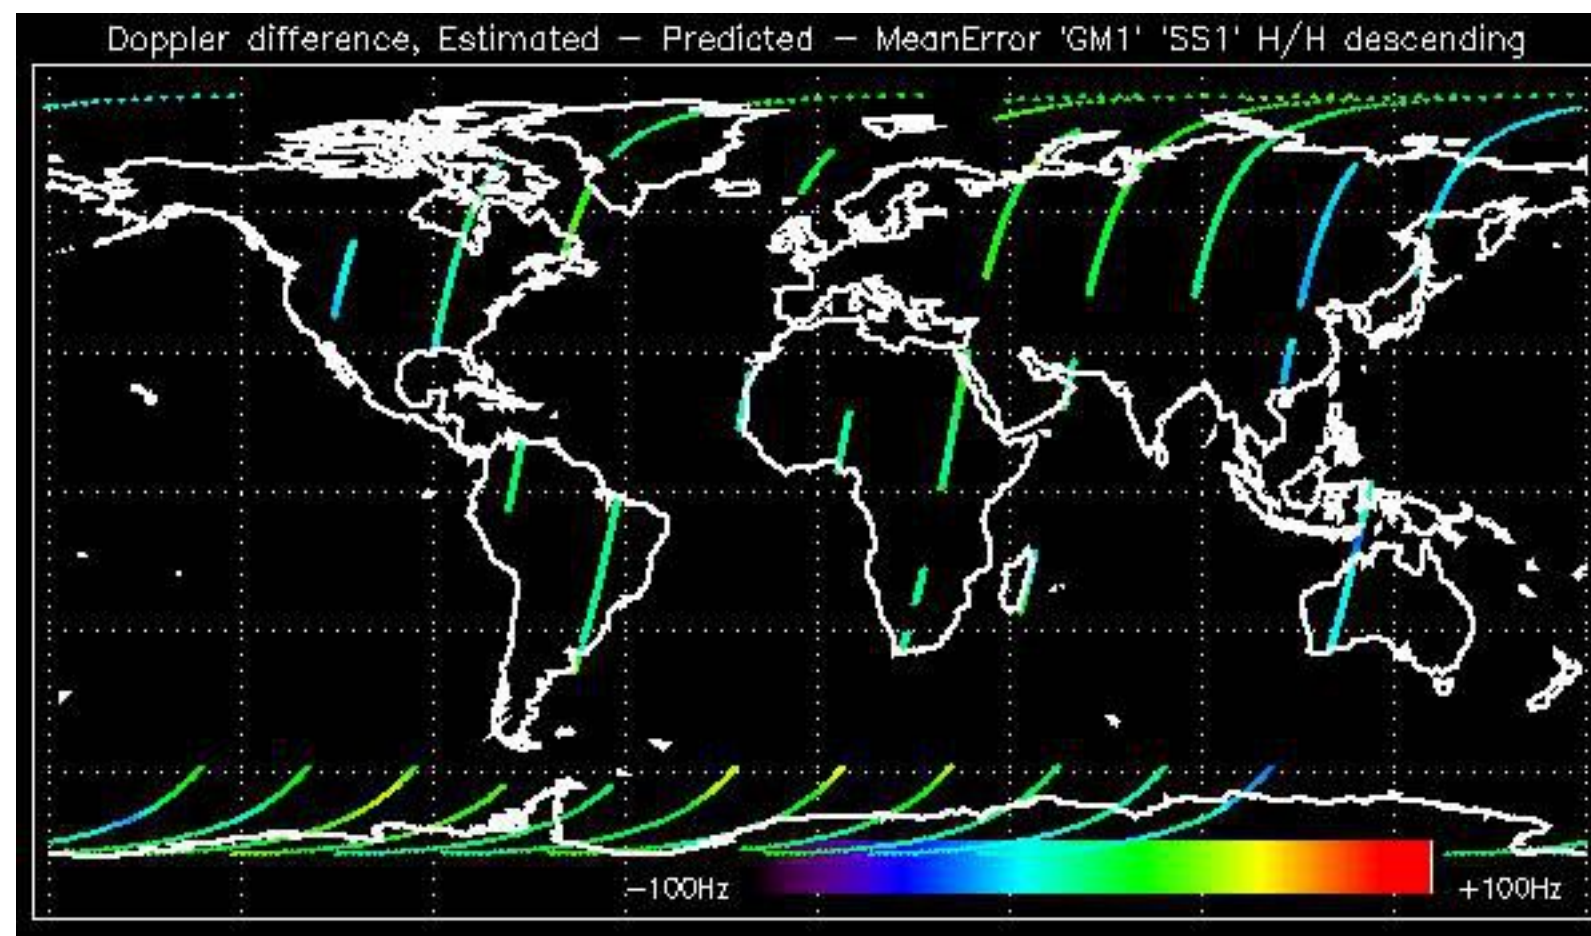 Doppler difference, Estimated — Predicted — MeanError 'GM1' 'SS1' H/H descending
−100Hz
+100Hz